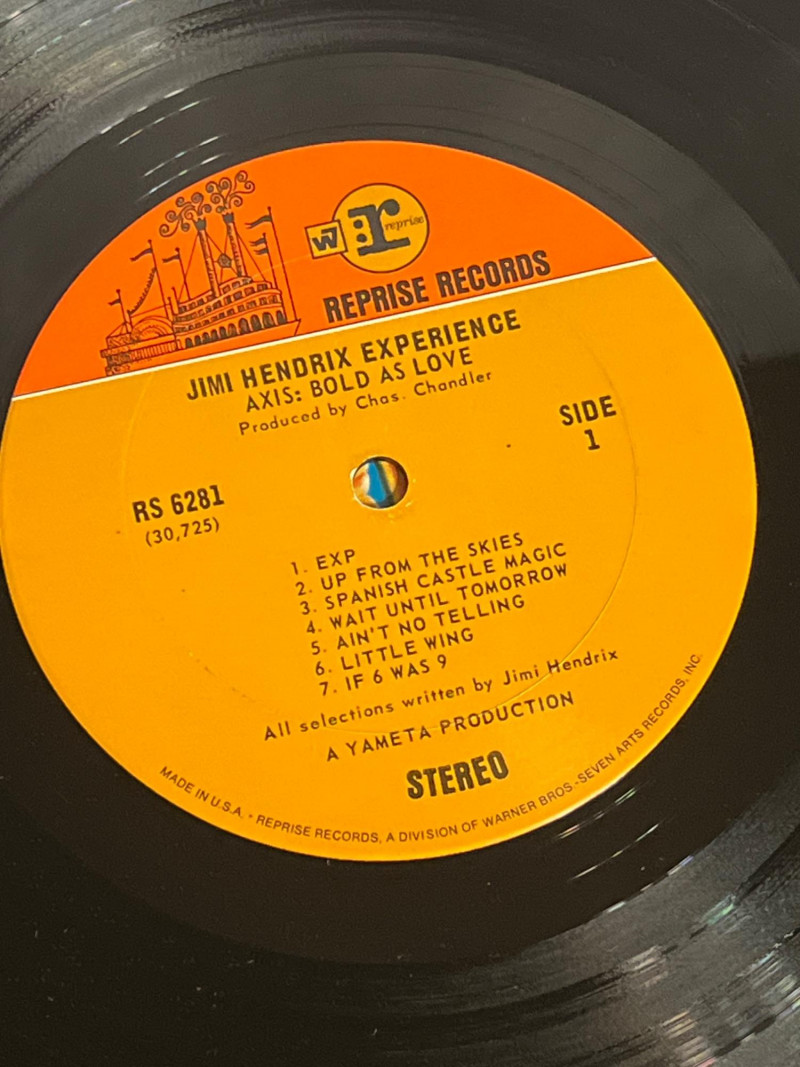 W7
r: reprise
REPRISE RECORDS
JIMI HENDRIX EXPERIENCE
AXIS: BOLD AS LOVE
Produced by Chas. Chandler
SIDE
1
RS 6281
(30,725)
1. EXP
2. UP FROM THE SKIES
3. SPANISH CASTLE MAGIC
4. WAIT UNTIL TOMORROW
5. AIN'T NO TELLING
6. LITTLE WING
7. IF 6 WAS 9
All selections written by Jimi Hendrix
A YAMETA PRODUCTION
STEREO
MADE IN U.S.A. • REPRISE RECORDS, A DIVISION OF WARNER BROS.-SEVEN ARTS RECORDS, INC.